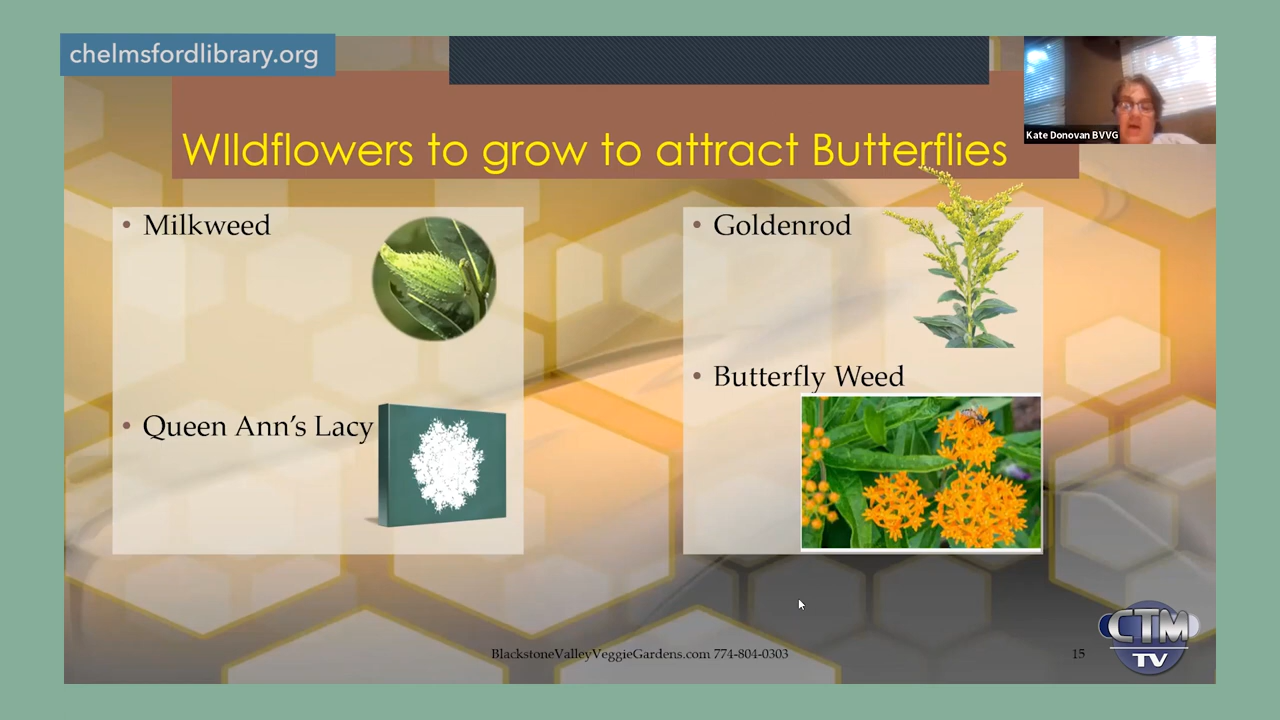 chelmsfordlibrary.org
Kate Donovan BVVG
WIldflowers to grow to attract Butterflies
• Milkweed
• Queen Ann's Lacy
• Goldenrod
• Butterfly Weed
BlackstoneValleyVeggieGardens.com 774-804-0303
15
CTM
TV